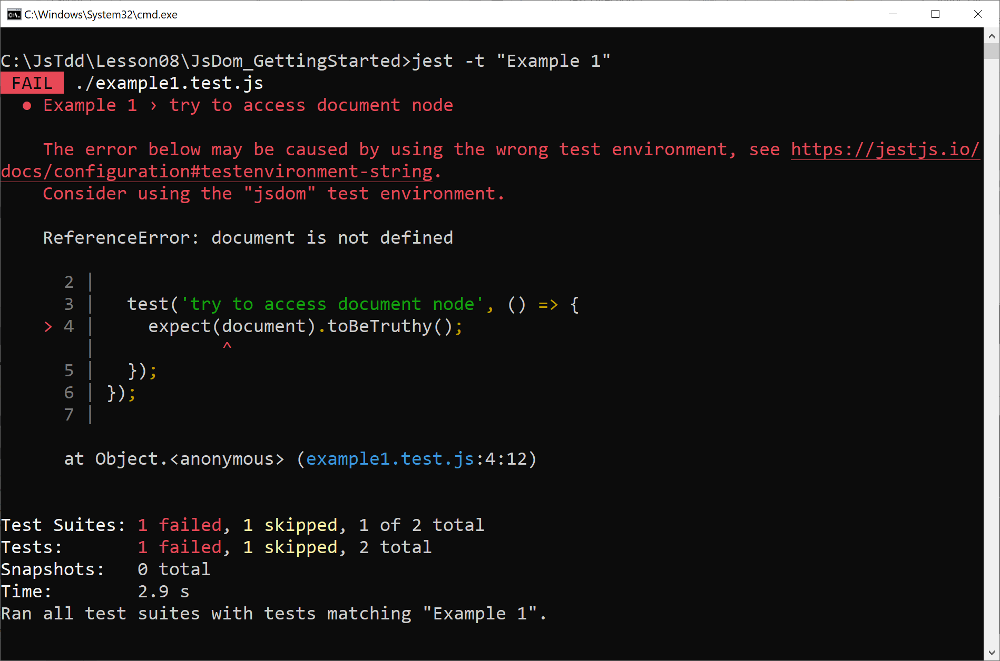 C:\Windows\System32\cmd.exe
C:\JsTdd\Lesson08\JsDom_GettingStarted>jest -t "Example 1"
FAIL ./example1.test.js
● Example 1 › try to access document node
The error below may be caused by using the wrong test environment, see https://jestjs.io/
docs/configuration#testenvironment-string.
Consider using the "jsdom" test environment.
ReferenceError: document is not defined
2 |
3 |   test('try to access document node', () => {
> 4 |     expect(document).toBeTruthy();
|            ^
5 |   });
6 | });
7 |
at Object.<anonymous> (example1.test.js:4:12)
Test Suites: 1 failed, 1 skipped, 1 of 2 total
Tests:       1 failed, 1 skipped, 2 total
Snapshots:   0 total
Time:        2.9 s
Ran all test suites with tests matching "Example 1".